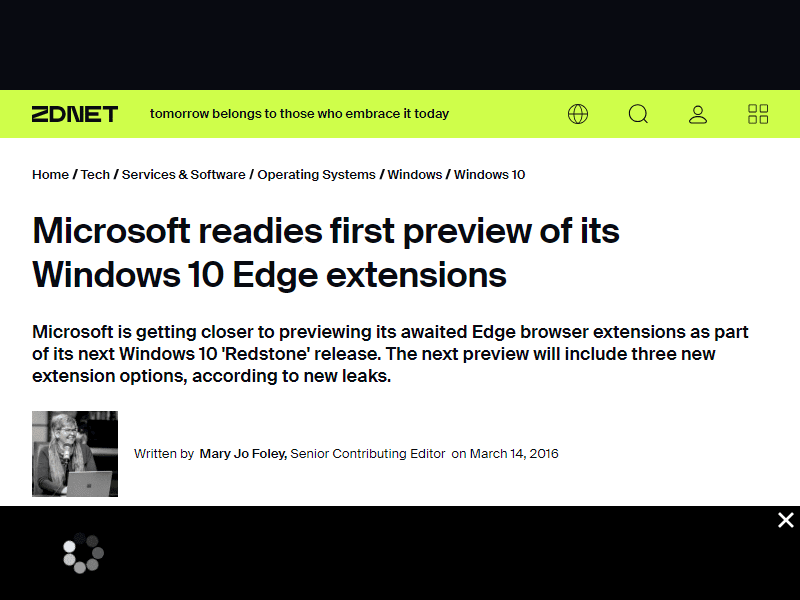 ZDNET
tomorrow belongs to those who embrace it today
Home / Tech / Services & Software / Operating Systems / Windows / Windows 10
Microsoft readies first preview of its
Windows 10 Edge extensions
Microsoft is getting closer to previewing its awaited Edge browser extensions as part
of its next Windows 10 'Redstone' release. The next preview will include three new
extension options, according to new leaks.
Written by Mary Jo Foley, Senior Contributing Editor on March 14, 2016